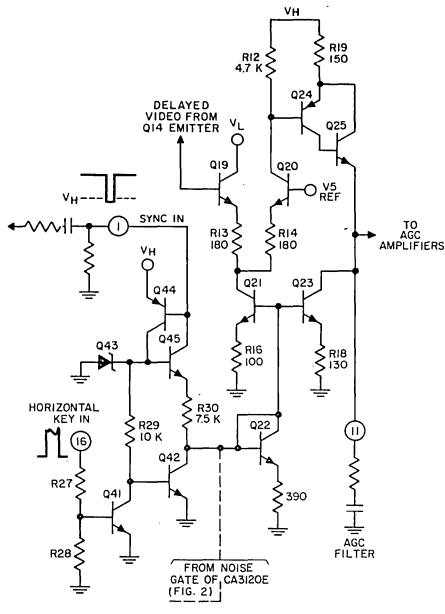 VH
R12
4.7 K
R19
150
Q24
Q25
DELAYED
VIDEO FROM
Q14 EMITTER
VL
Q19
Q20
V5
REF
R13
180
R14
180
TO
AGC
AMPLIFIERS
VH
1
SYNC IN
VH
Q44
Q21
Q23
Q45
Q43
R16
100
R18
130
R30
7.5 K
R29
10 K
HORIZONTAL
KEY IN
16
Q22
11
Q42
R27
Q41
390
R28
AGC
FILTER
FROM NOISE
GATE OF CA3120E
(FIG. 2)